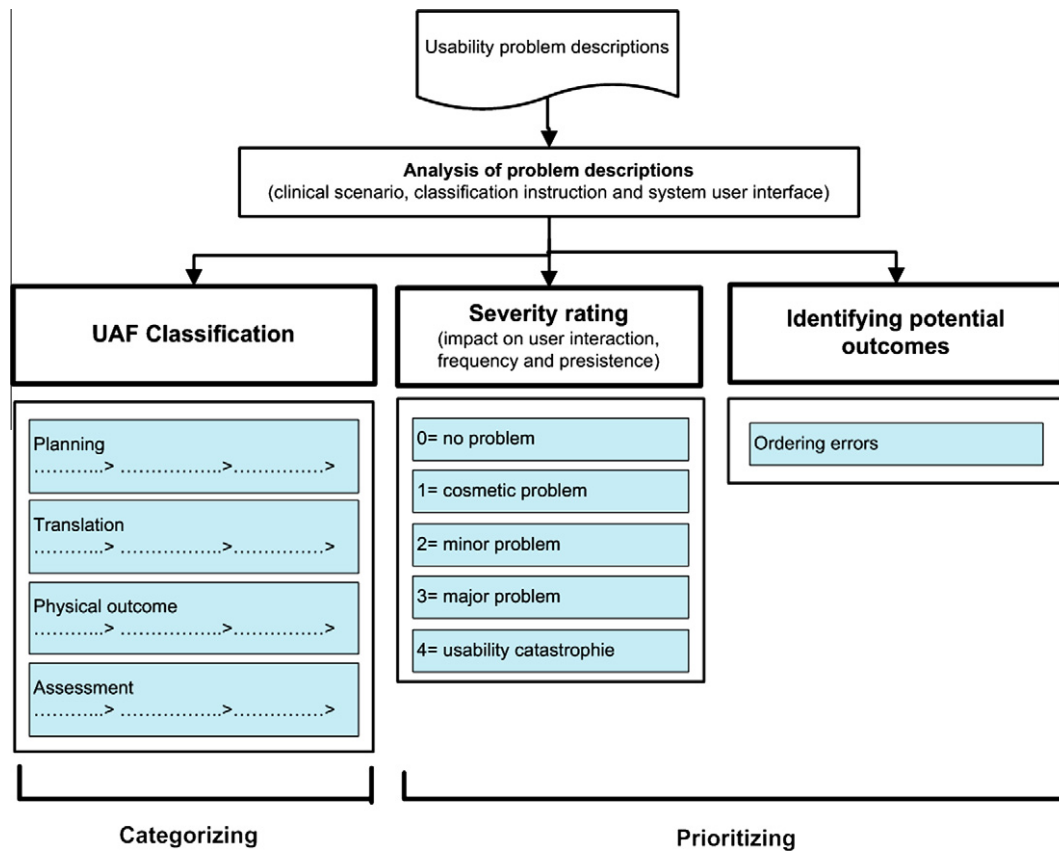 Usability problem descriptions
Analysis of problem descriptions
(clinical scenario, classification instruction and system user interface)
UAF Classification
Severity rating
(impact on user interaction,
frequency and presistence)
Identifying potential
outcomes
Planning
………..> ……………..>……………>
Translation
………..> ……………..>……………>
Physical outcome
………..> ……………..>……………>
Assessment
………..> ……………..>……………>
0= no problem
1= cosmetic problem
2= minor problem
3= major problem
4= usability catastrophie
Ordering errors
Categorizing
Prioritizing